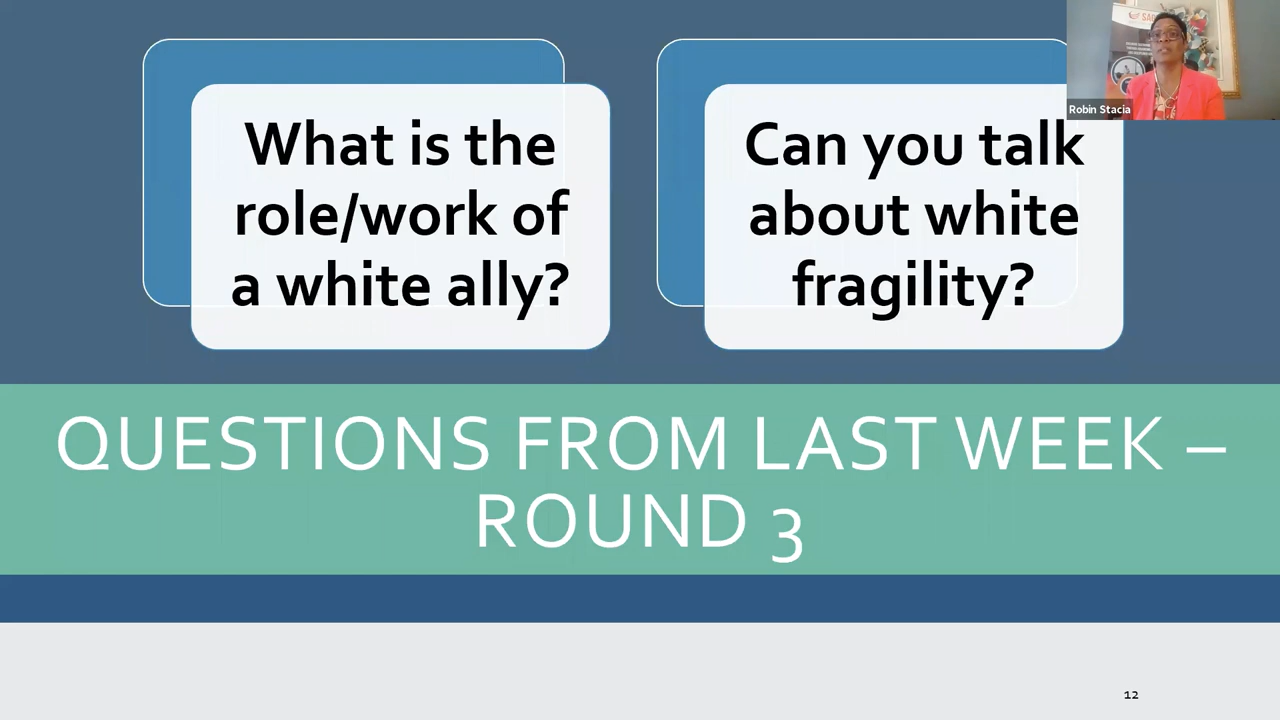 What is the
role/work of
a white ally?
Can you talk
about white
fragility?
Robin Stacia
QUESTIONS FROM LAST WEEK –
ROUND 3
12